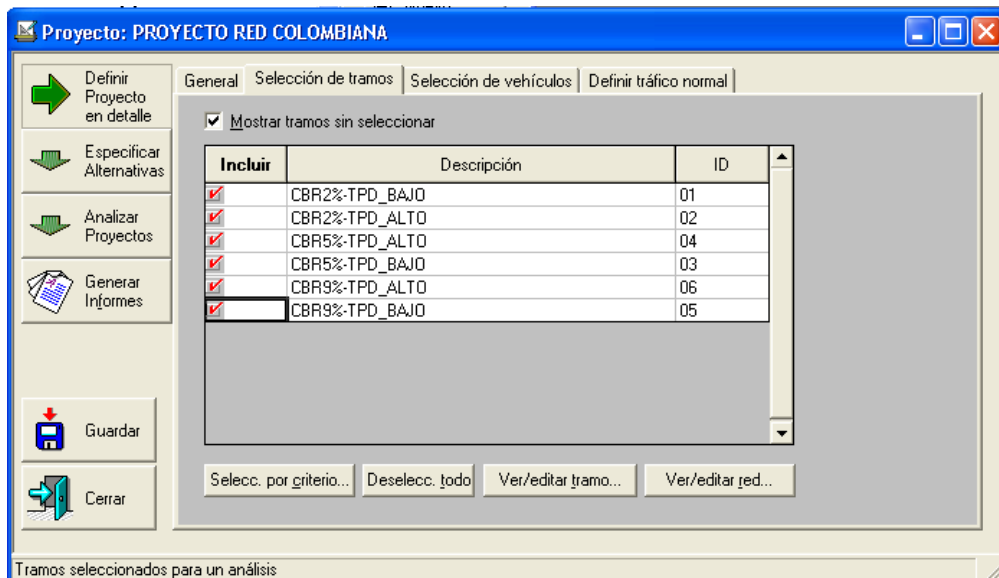 Proyecto: PROYECTO RED COLOMBIANA
Definir
Proyecto
en detalle
Especificar
Alternativas
Analizar
Proyectos
Generar
Informes
Guardar
Cerrar
General Selección de tramos Selección de vehículos Definir tráfico normal
Mostrar tramos sin seleccionar
Incluir Descripción ID
CBR2%-TPD_BAJO 01
CBR2%-TPD_ALTO 02
CBR5%-TPD_ALTO 04
CBR5%-TPD_BAJO 03
CBR9%-TPD_ALTO 06
CBR9%-TPD_BAJO 05
Selecc. por criterio... Deselecc. todo Ver/editar tramo... Ver/editar red...
Tramos seleccionados para un análisis